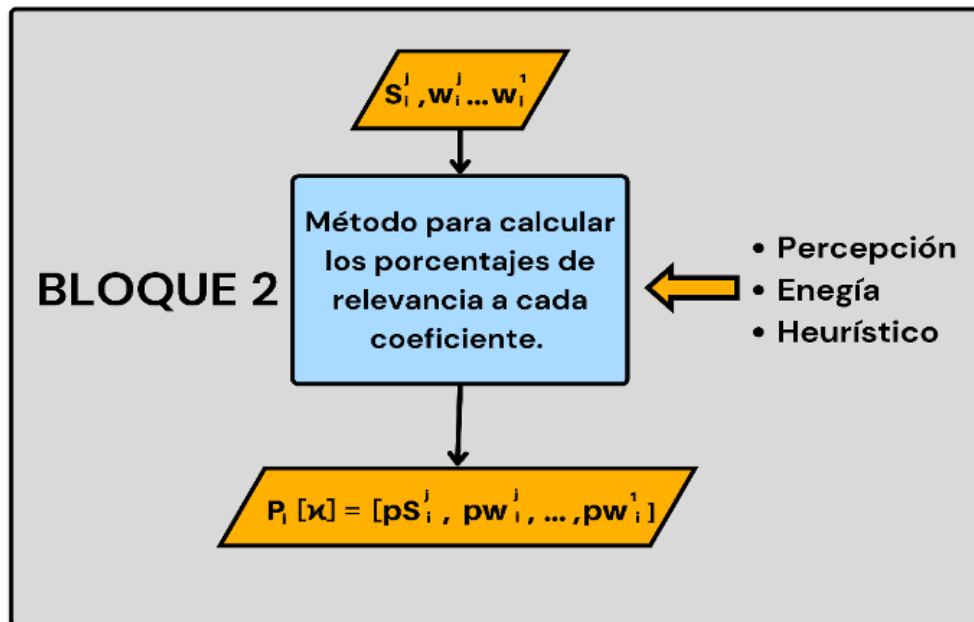 S_i^j, w_i^j ... w_i^1
Método para calcular
los porcentajes de
relevancia a cada
coeficiente.
BLOQUE 2
• Percepción
• Enegía
• Heurístico
P_i [ϰ] = [pS_i^j, pw_i^j, ... ,pw_i^1]